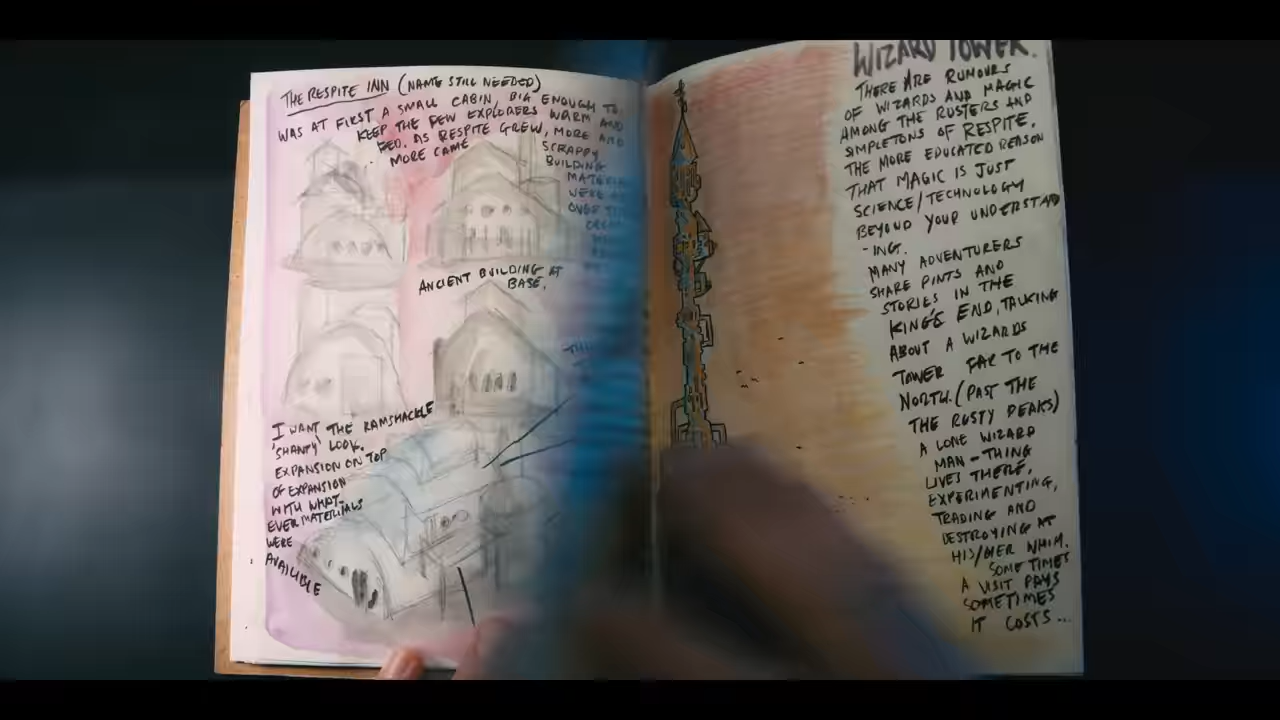 THE RESPITE INN (NAME STILL NEEDED)
WAS AT FIRST A SMALL CABIN, BIG ENOUGH TO
KEEP THE FEW EXPLORERS WARM AND
FED. AS RESPITE GREW, MORE AND
MORE CAME
SCRAPPY
BUILDING
WERE
ANCIENT BUILDING AT
BASE.
I WANT THE RAMSHACKLE
'SHANTY' LOOK.
EXPANSION ON TOP
OF EXPANSION
WITH WHAT-
EVER MATERIALS
WERE
AVAILIBLE
WIZARD TOWER.
THERE ARE RUMOURS
OF WIZARDS AND MAGIC
AMONG THE RUSTERS AND
SIMPLETONS OF RESPITE.
THE MORE EDUCATED REASON
THAT MAGIC IS JUST
SCIENCE/TECHNOLOGY
BEYOUD YOUR UNDERSTAND
-ING.
MANY ADVENTURERS
SHARE PINTS AND
STORIES IN THE
KING'S END, TALKING
ABOUT A WIZARDS
TOWER FAR TO THE
NORTH. (PAST THE
THE RUSTY PEAKS)
A LONE WIZARD
MAN-THING
LIVES THERE,
EXPERIMENTING,
TRADING AND
DESTROYING AT
HIS/HER WHIM.
SOMETIMES
A VISIT PAYS
SOMETIMES
IT COSTS...